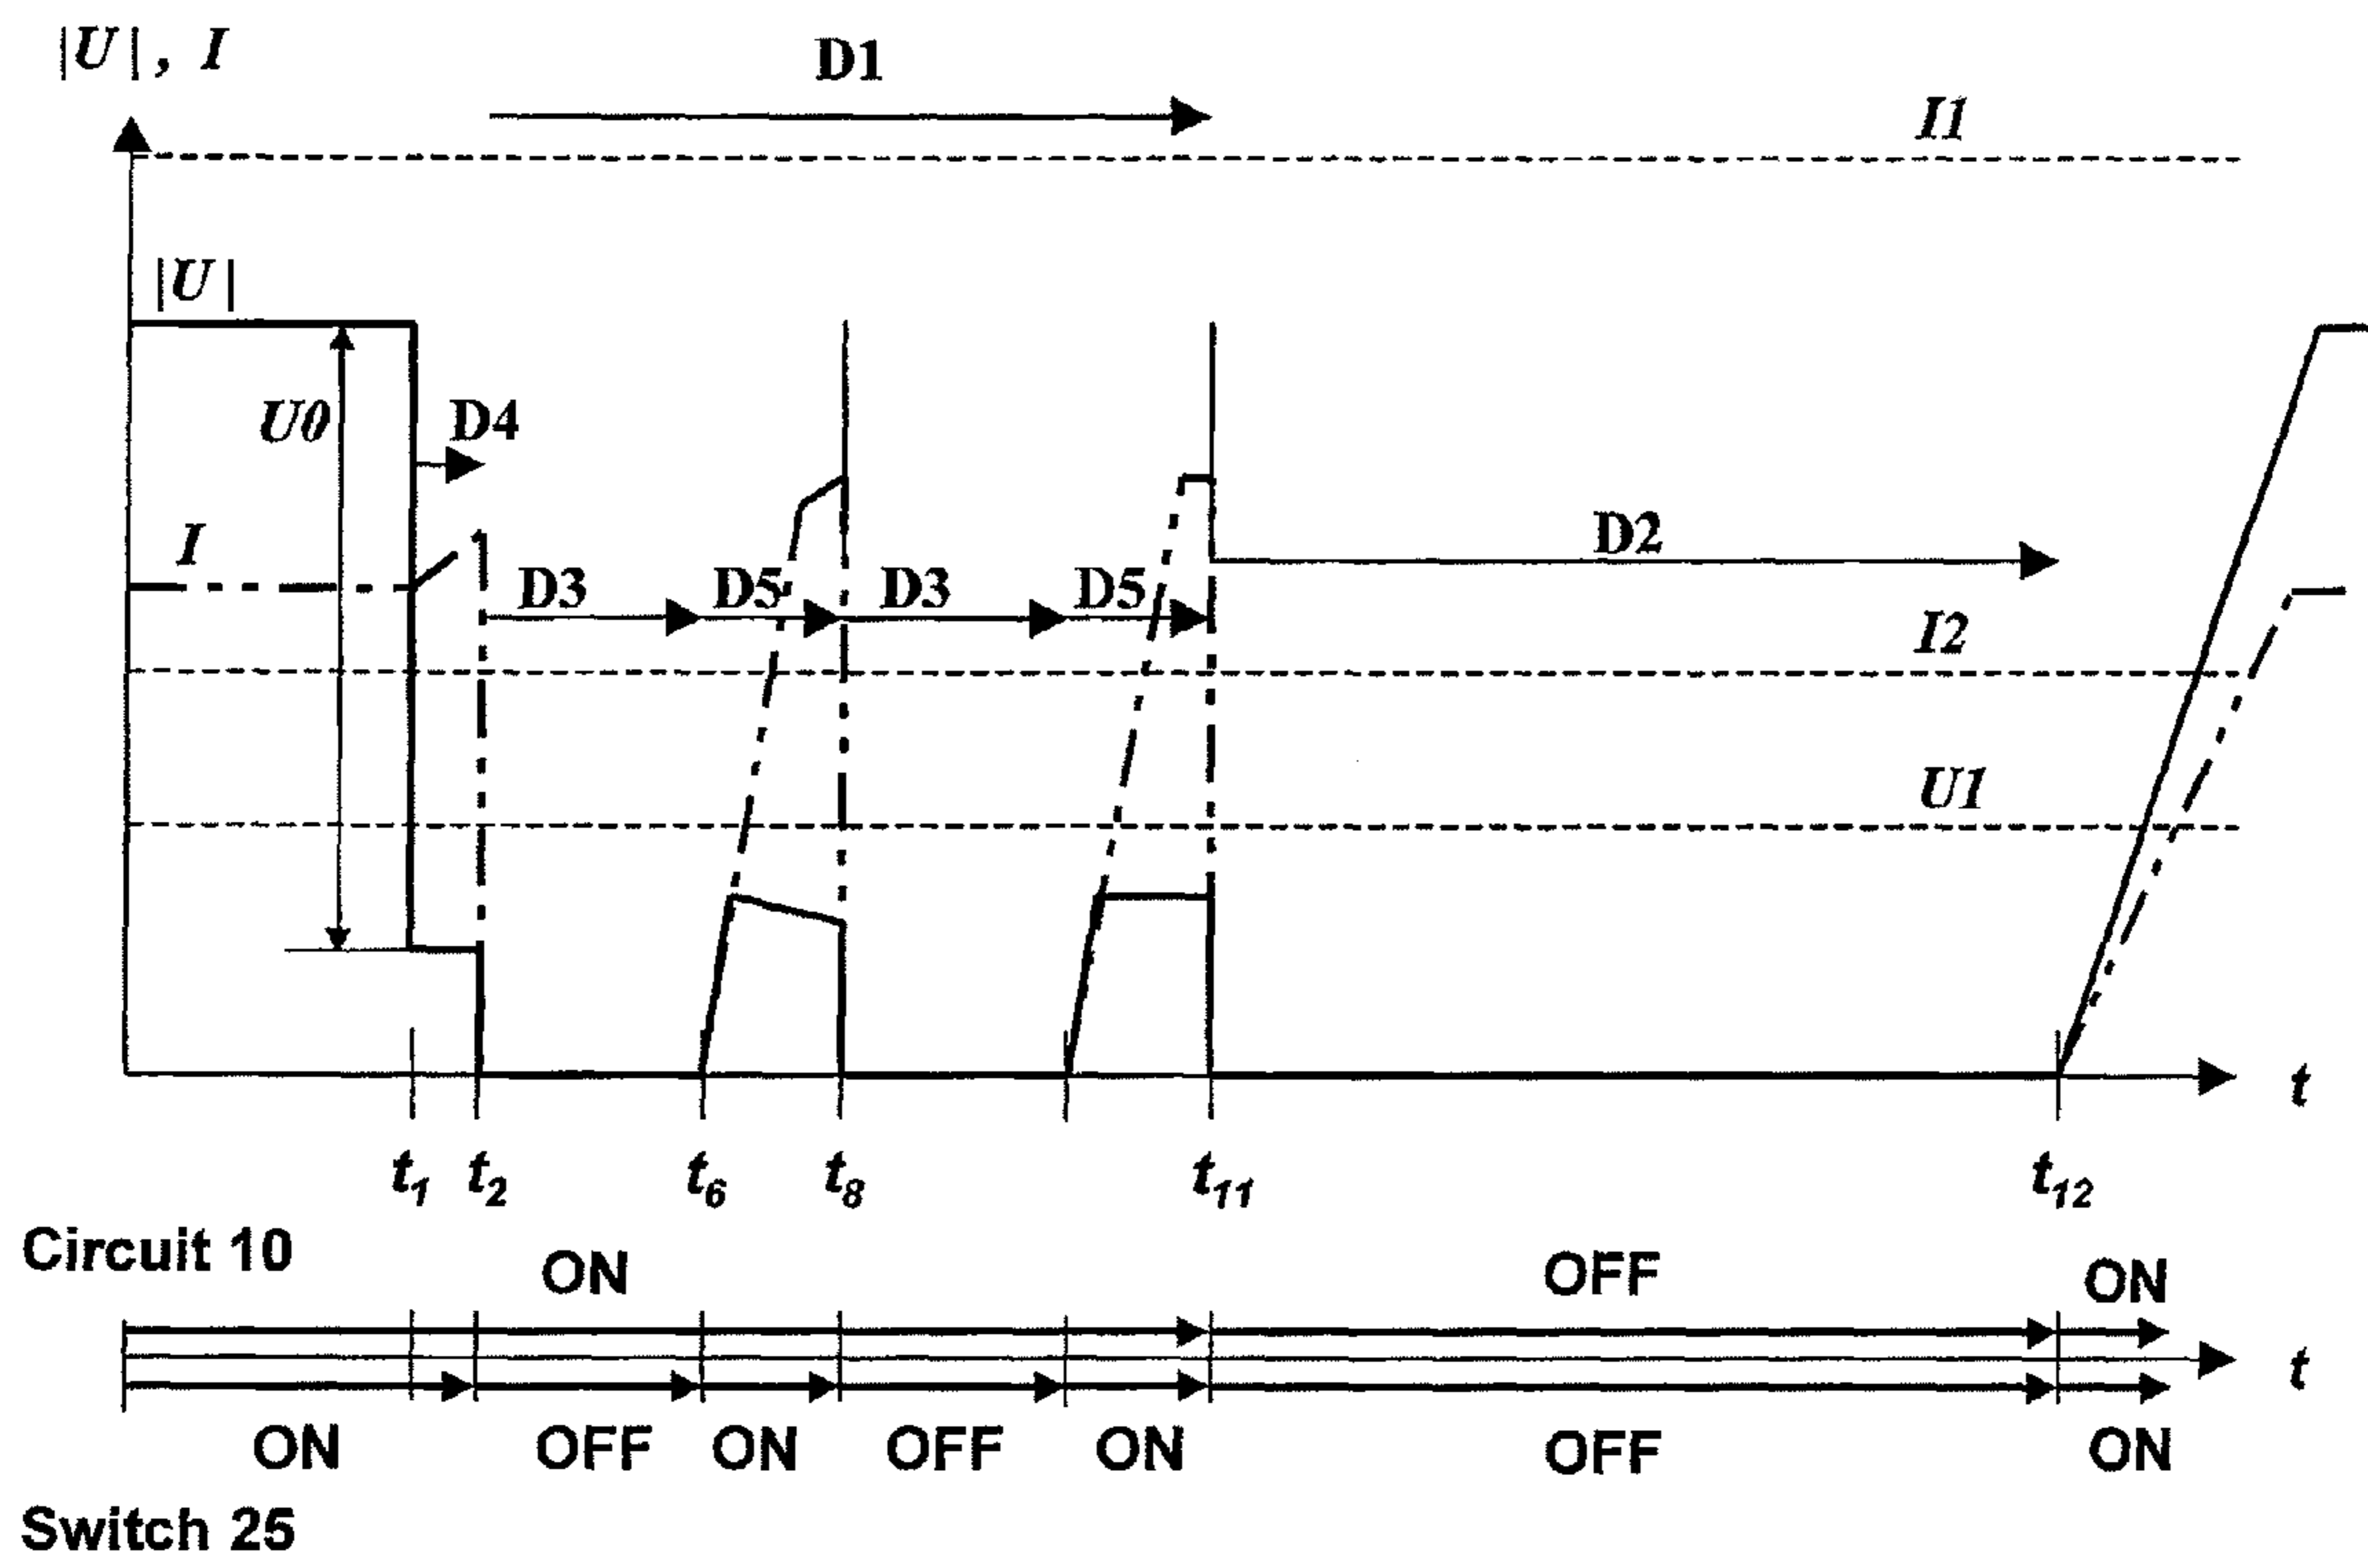 |U|, I
D1
I1
|U|
U0
D4
I
D2
D3 D5 D3 D5
I2
U1
t
t1 t2 t6 t8 t11 t12
Circuit 10
ON OFF ON
t
ON OFF ON OFF ON OFF ON
Switch 25